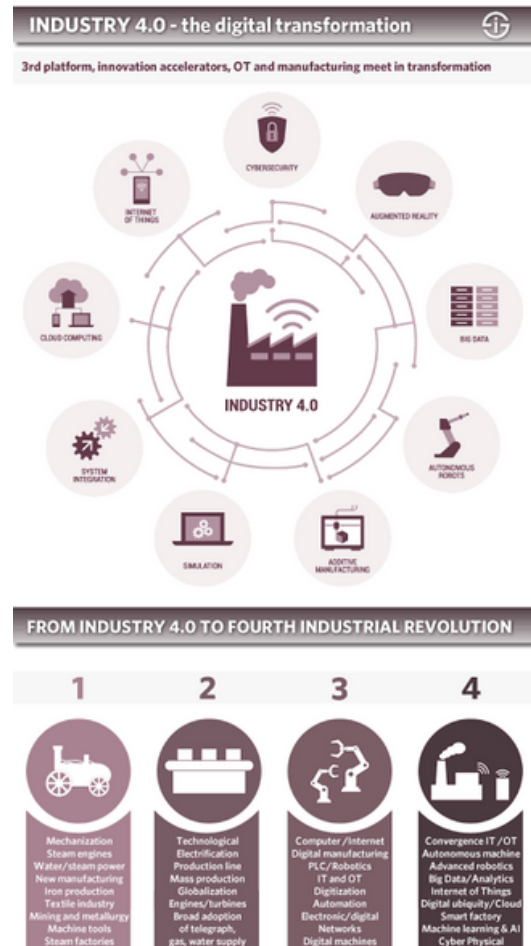 INDUSTRY 4.0 - the digital transformation
3rd platform, innovation accelerators, OT and manufacturing meet in transformation
CYBERSECURITY
INTERNET
OF THINGS
AUGMENTED REALITY
CLOUD COMPUTING
BIG DATA
INDUSTRY 4.0
SYSTEM
INTEGRATION
AUTONOMOUS
ROBOTS
SIMULATION
ADDITIVE
MANUFACTURING
FROM INDUSTRY 4.0 TO FOURTH INDUSTRIAL REVOLUTION
1
2
3
4
Mechanization
Steam engines
Water/steam power
New manufacturing
Iron production
Textile industry
Mining and metallurgy
Machine tools
Steam factories
Technological
Electrification
Production line
Mass production
Globalization
Engines/turbines
Broad adoption
of telegraph,
gas, water supply
Computer/Internet
Digital manufacturing
PLC/Robotics
IT and OT
Digitization
Automation
Electronic/digital
Networks
Digital machines
Convergence IT/OT
Autonomous machine
Advanced robotics
Big Data/Analytics
Internet of Things
Digital ubiquity/Cloud
Smart factory
Machine learning & AI
Cyber Physical